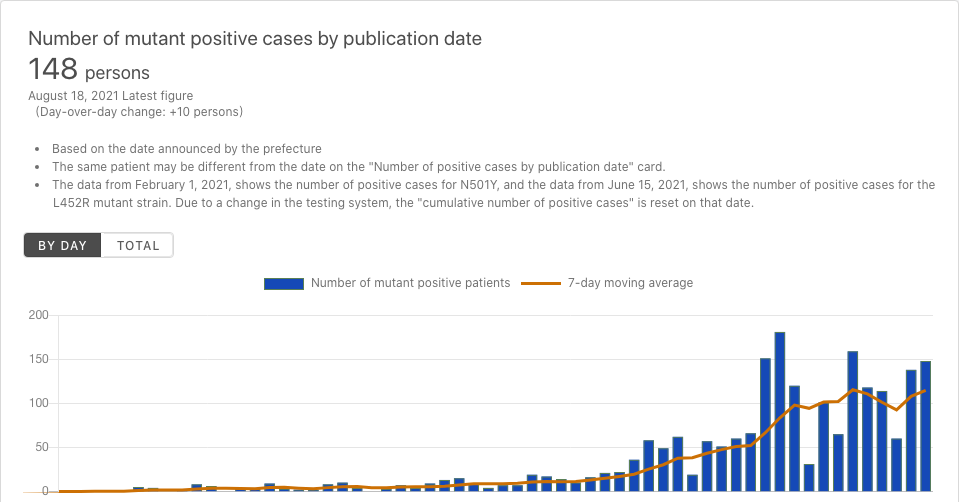 Number of mutant positive cases by publication date
148 persons
August 18, 2021 Latest figure
(Day-over-day change: +10 persons)
• Based on the date announced by the prefecture
• The same patient may be different from the date on the "Number of positive cases by publication date" card.
• The data from February 1, 2021, shows the number of positive cases for N501Y, and the data from June 15, 2021, shows the number of positive cases for the
L452R mutant strain. Due to a change in the testing system, the "cumulative number of positive cases" is reset on that date.
BY DAY TOTAL
Number of mutant positive patients 7-day moving average
200
150
100
50
0